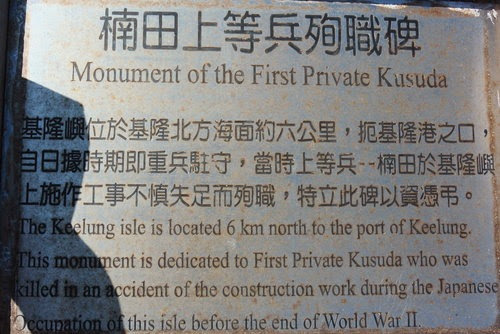 楠田上等兵殉職碑
Monument of the First Private Kusuda
基隆嶼位於基隆北方海面約六公里，扼基隆港之口，
自日據時期即重兵駐守，當時上等兵--楠田於基隆嶼
上施作工事不慎失足而殉職，特立此碑以資憑弔。
The Keelung isle is located 6 km north to the port of Keelung.
This monument is dedicated to First Private Kusuda who was
killed in an accident of the construction work during the Japanese
Occupation of this isle before the end of World War II.